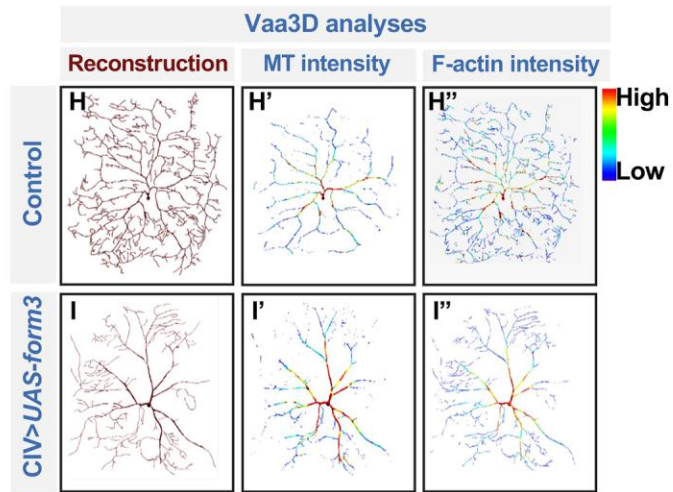 Vaa3D analyses
Reconstruction
MT intensity
F-actin intensity
Control
H
H’
H’’
High
Low
CIV>UAS-form3
I
I’
I’’